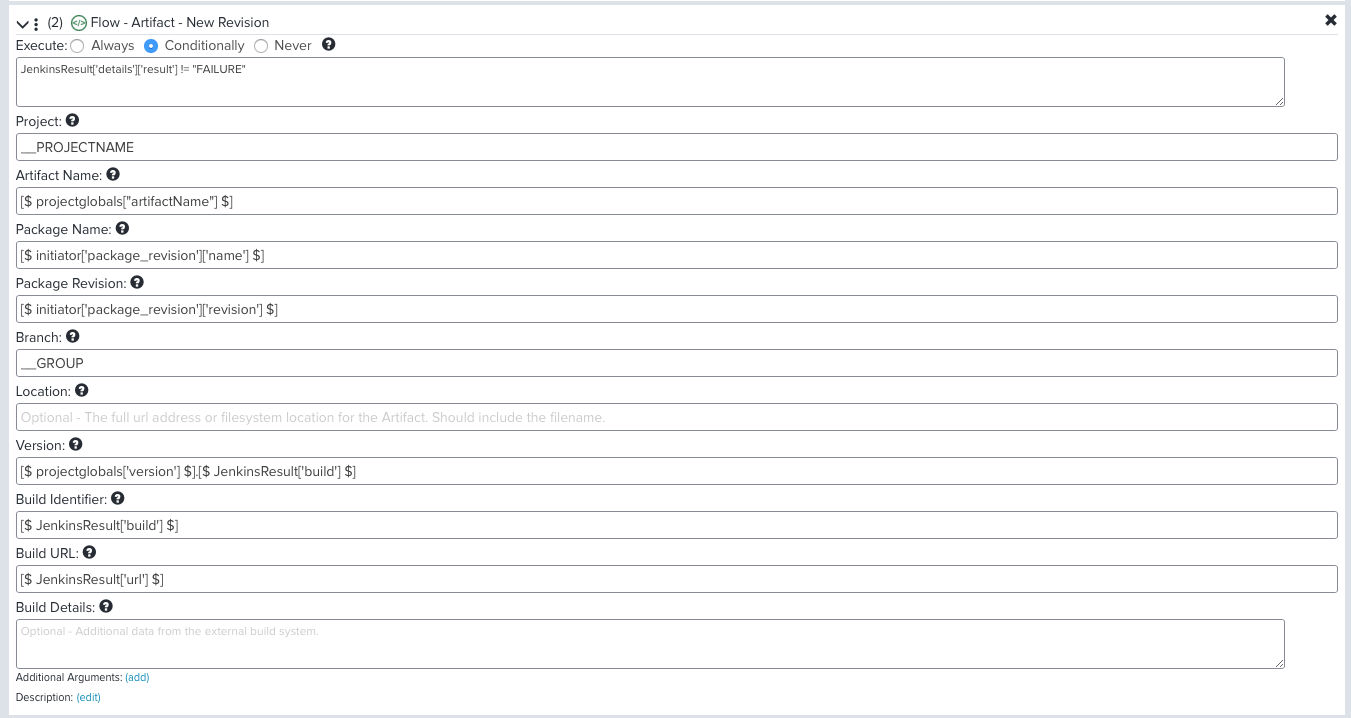 (2) Flow - Artifact - New Revision
Execute: Always Conditionally Never
JenkinsResult['details']['result'] != "FAILURE"
Project:
__PROJECTNAME
Artifact Name:
[$ projectglobals["artifactName"] $]
Package Name:
[$ initiator['package_revision']['name'] $]
Package Revision:
[$ initiator['package_revision']['revision'] $]
Branch:
__GROUP
Location:
Optional - The full url address or filesystem location for the Artifact. Should include the filename.
Version:
[$ projectglobals['version'] $].[$ JenkinsResult['build'] $]
Build Identifier:
[$ JenkinsResult['build'] $]
Build URL:
[$ JenkinsResult['url'] $]
Build Details:
Optional - Additional data from the external build system.
Additional Arguments: (add)
Description: (edit)